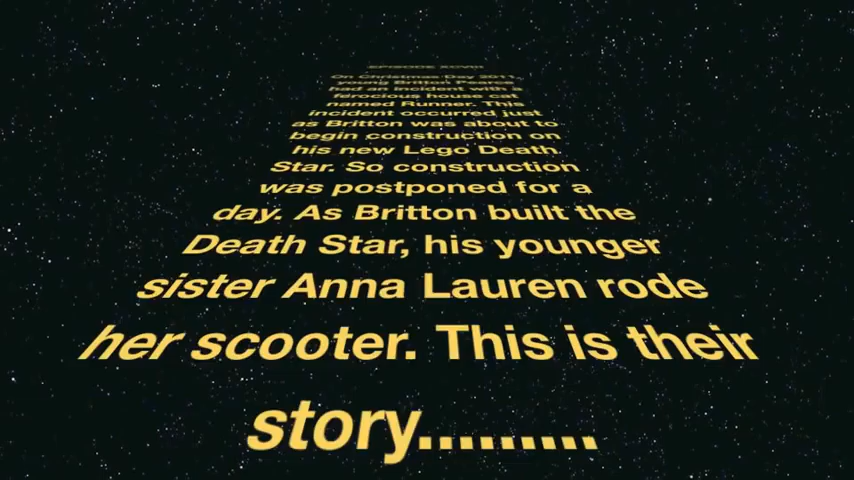 EPISODE XCVIII
On Christmas Day 2011,
young Britton Pearce
had an incident with a
ferocious house cat
named Runner. This
incident occurred just
as Britton was about to
begin construction on
his new Lego Death
Star. So construction
was postponed for a
day. As Britton built the
Death Star, his younger
sister Anna Lauren rode
her scooter. This is their
story.........